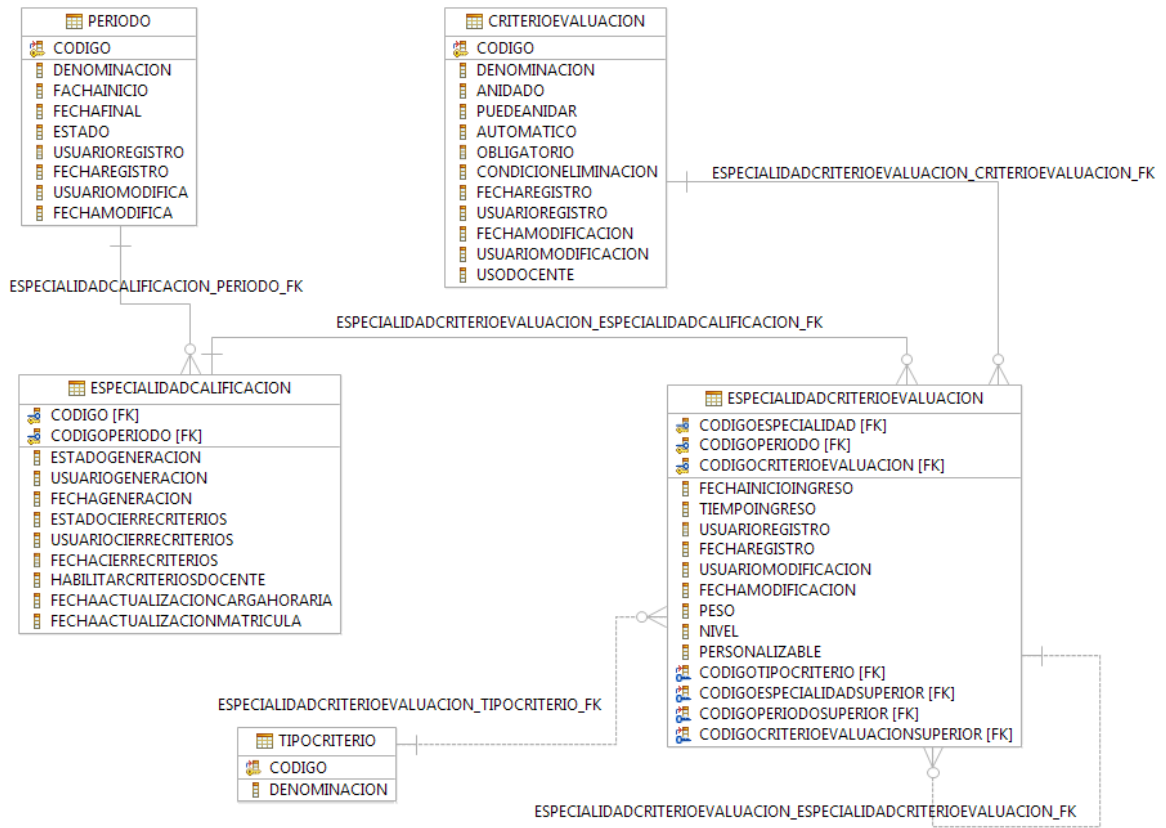 PERIODO
CODIGO
DENOMINACION
FACHAINICIO
FECHAFINAL
ESTADO
USUARIOREGISTRO
FECHAREGISTRO
USUARIOMODIFICA
FECHAMODIFICA
CRITERIOEVALUACION
CODIGO
DENOMINACION
ANIDADO
PUEDEANIDAR
AUTOMATICO
OBLIGATORIO
CONDICIONELIMINACION
FECHAREGISTRO
USUARIOREGISTRO
FECHAMODIFICACION
USUARIOMODIFICACION
USODOCENTE
ESPECIALIDADCRITERIOEVALUACION_CRITERIOEVALUACION_FK
ESPECIALIDADCALIFICACION_PERIODO_FK
ESPECIALIDADCRITERIOEVALUACION_ESPECIALIDADCALIFICACION_FK
ESPECIALIDADCALIFICACION
CODIGO [FK]
CODIGOPERIODO [FK]
ESTADOGENERACION
USUARIOGENERACION
FECHAGENERACION
ESTADOCIERRECRITERIOS
USUARIOCIERRECRITERIOS
FECHACIERRECRITERIOS
HABILITARCRITERIOSDOCENTE
FECHAACTUALIZACIONCARGAHORARIA
FECHAACTUALIZACIONMATRICULA
ESPECIALIDADCRITERIOEVALUACION
CODIGOESPECIALIDAD [FK]
CODIGOPERIODO [FK]
CODIGOCRITERIOEVALUACION [FK]
FECHAINICIOINGRESO
TIEMPOINGRESO
USUARIOREGISTRO
FECHAREGISTRO
USUARIOMODIFICACION
FECHAMODIFICACION
PESO
NIVEL
PERSONALIZABLE
CODIGOTIPOCRITERIO [FK]
CODIGOESPECIALIDADSUPERIOR [FK]
CODIGOPERIODOSUPERIOR [FK]
CODIGOCRITERIOEVALUACIONSUPERIOR [FK]
ESPECIALIDADCRITERIOEVALUACION_TIPOCRITERIO_FK
TIPOCRITERIO
CODIGO
DENOMINACION
ESPECIALIDADCRITERIOEVALUACION_ESPECIALIDADCRITERIOEVALUACION_FK